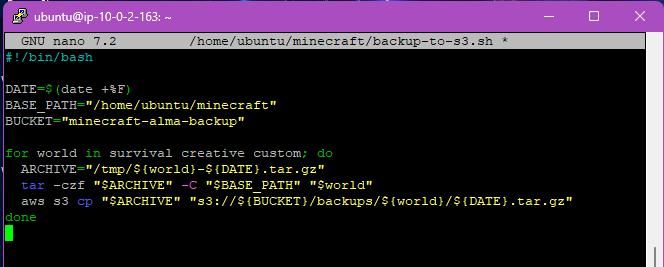 ubuntu@ip-10-0-2-163: ~
GNU nano 7.2 /home/ubuntu/minecraft/backup-to-s3.sh *
#!/bin/bash
DATE=$(date +%F)
BASE_PATH="/home/ubuntu/minecraft"
BUCKET="minecraft-alma-backup"
for world in survival creative custom; do
  ARCHIVE="/tmp/${world}-${DATE}.tar.gz"
  tar -czf "$ARCHIVE" -C "$BASE_PATH" "$world"
  aws s3 cp "$ARCHIVE" "s3://${BUCKET}/backups/${world}/${DATE}.tar.gz"
done